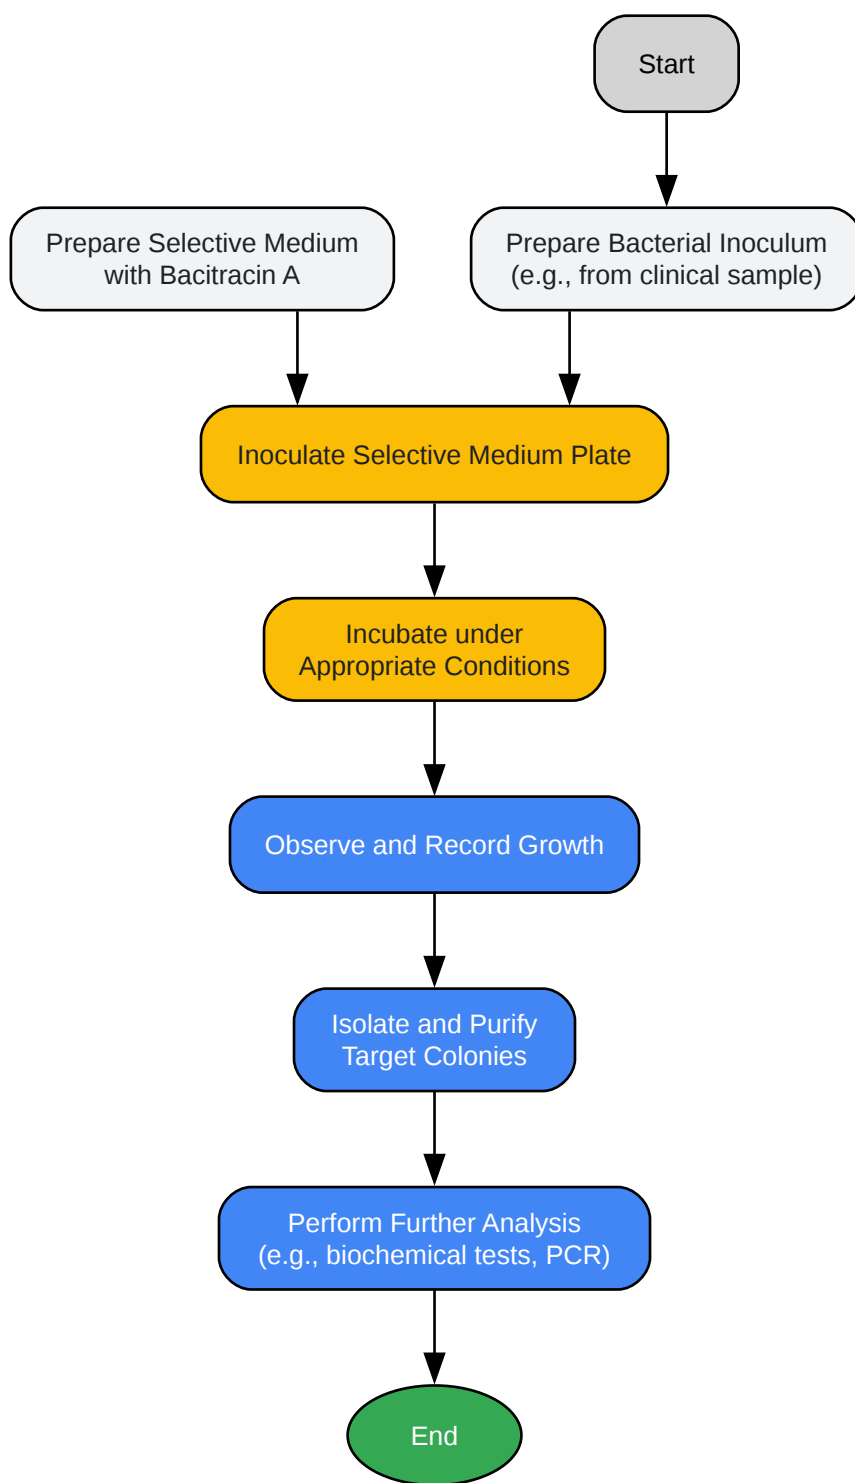 Start
Prepare Selective Medium
with Bacitracin A
Prepare Bacterial Inoculum
(e.g., from clinical sample)
Inoculate Selective Medium Plate
Incubate under
Appropriate Conditions
Observe and Record Growth
Isolate and Purify
Target Colonies
Perform Further Analysis
(e.g., biochemical tests, PCR)
End